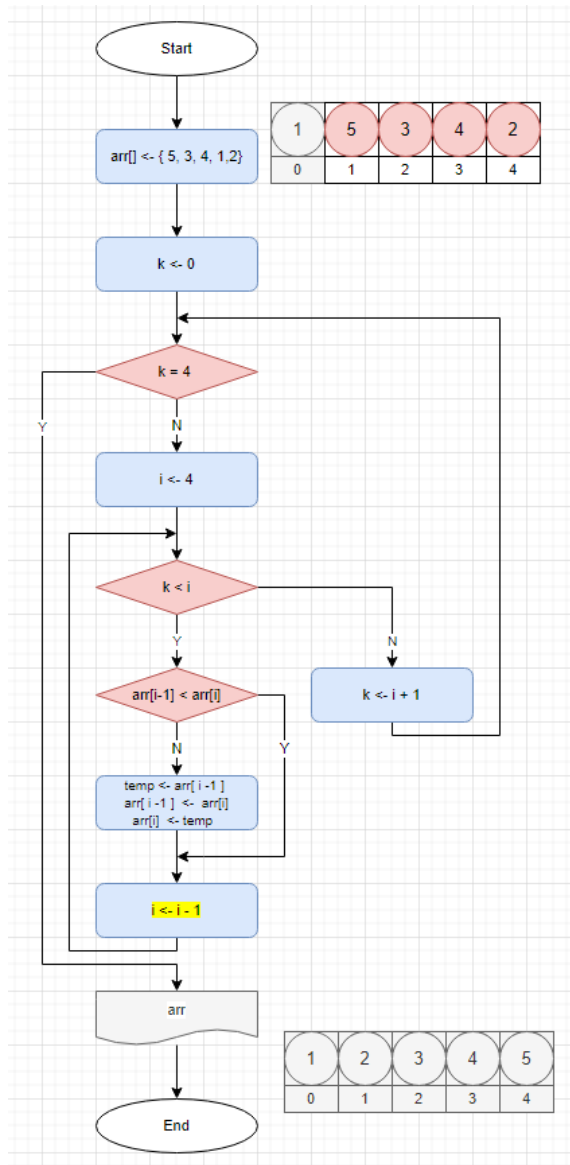 Start
arr[] <- { 5, 3, 4, 1,2}
1 5 3 4 2
0 1 2 3 4
k <- 0
k = 4
Y
N
i <- 4
k < i
Y
N
arr[i-1] < arr[i]
k <- i + 1
N
Y
temp <- arr[ i -1 ]
arr[ i -1 ] <- arr[i]
arr[i] <- temp
i <- i - 1
arr
1 2 3 4 5
0 1 2 3 4
End